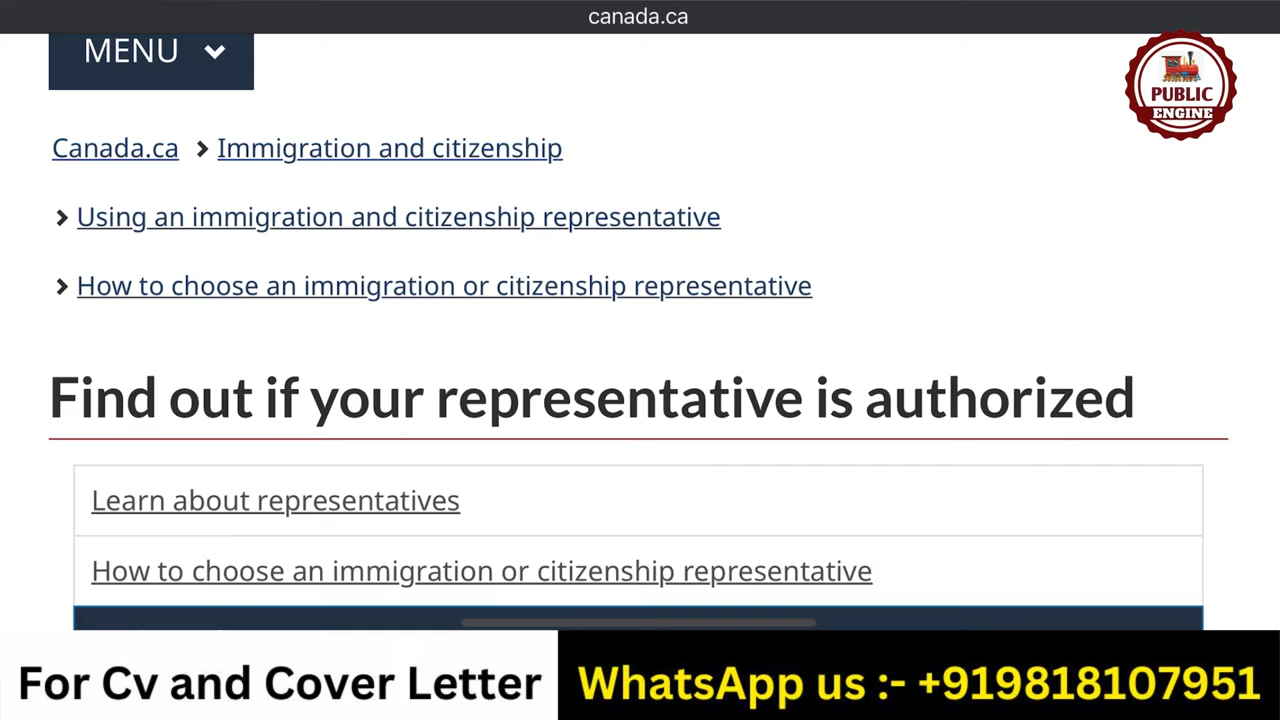 canada.ca
MENU
PUBLIC
ENGINE
Canada.ca > Immigration and citizenship
> Using an immigration and citizenship representative
> How to choose an immigration or citizenship representative
Find out if your representative is authorized
Learn about representatives
How to choose an immigration or citizenship representative
For Cv and Cover Letter
WhatsApp us :- +919818107951